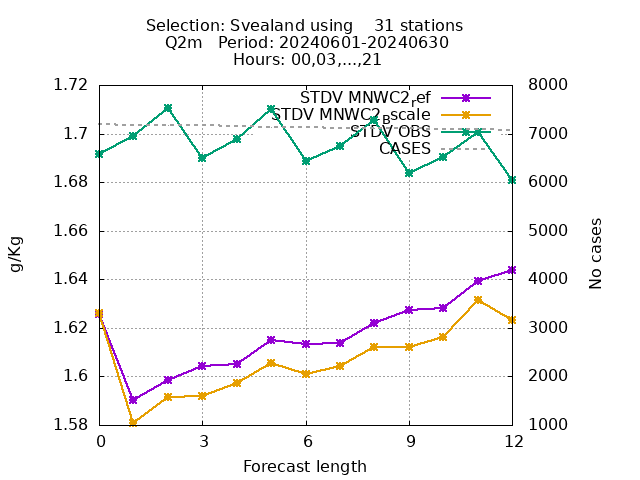 Selection: Svealand using    31 stations
Q2m   Period: 20240601-20240630
Hours: 00,03,...,21
1.72
1.7
1.68
1.66
1.64
1.62
1.6
1.58
8000
7000
6000
5000
4000
3000
2000
1000
STDV MNWC2_ref
STDV MNWC2_Bscale
STDV OBS
CASES
g/Kg
No cases
0 3 6 9 12
Forecast length